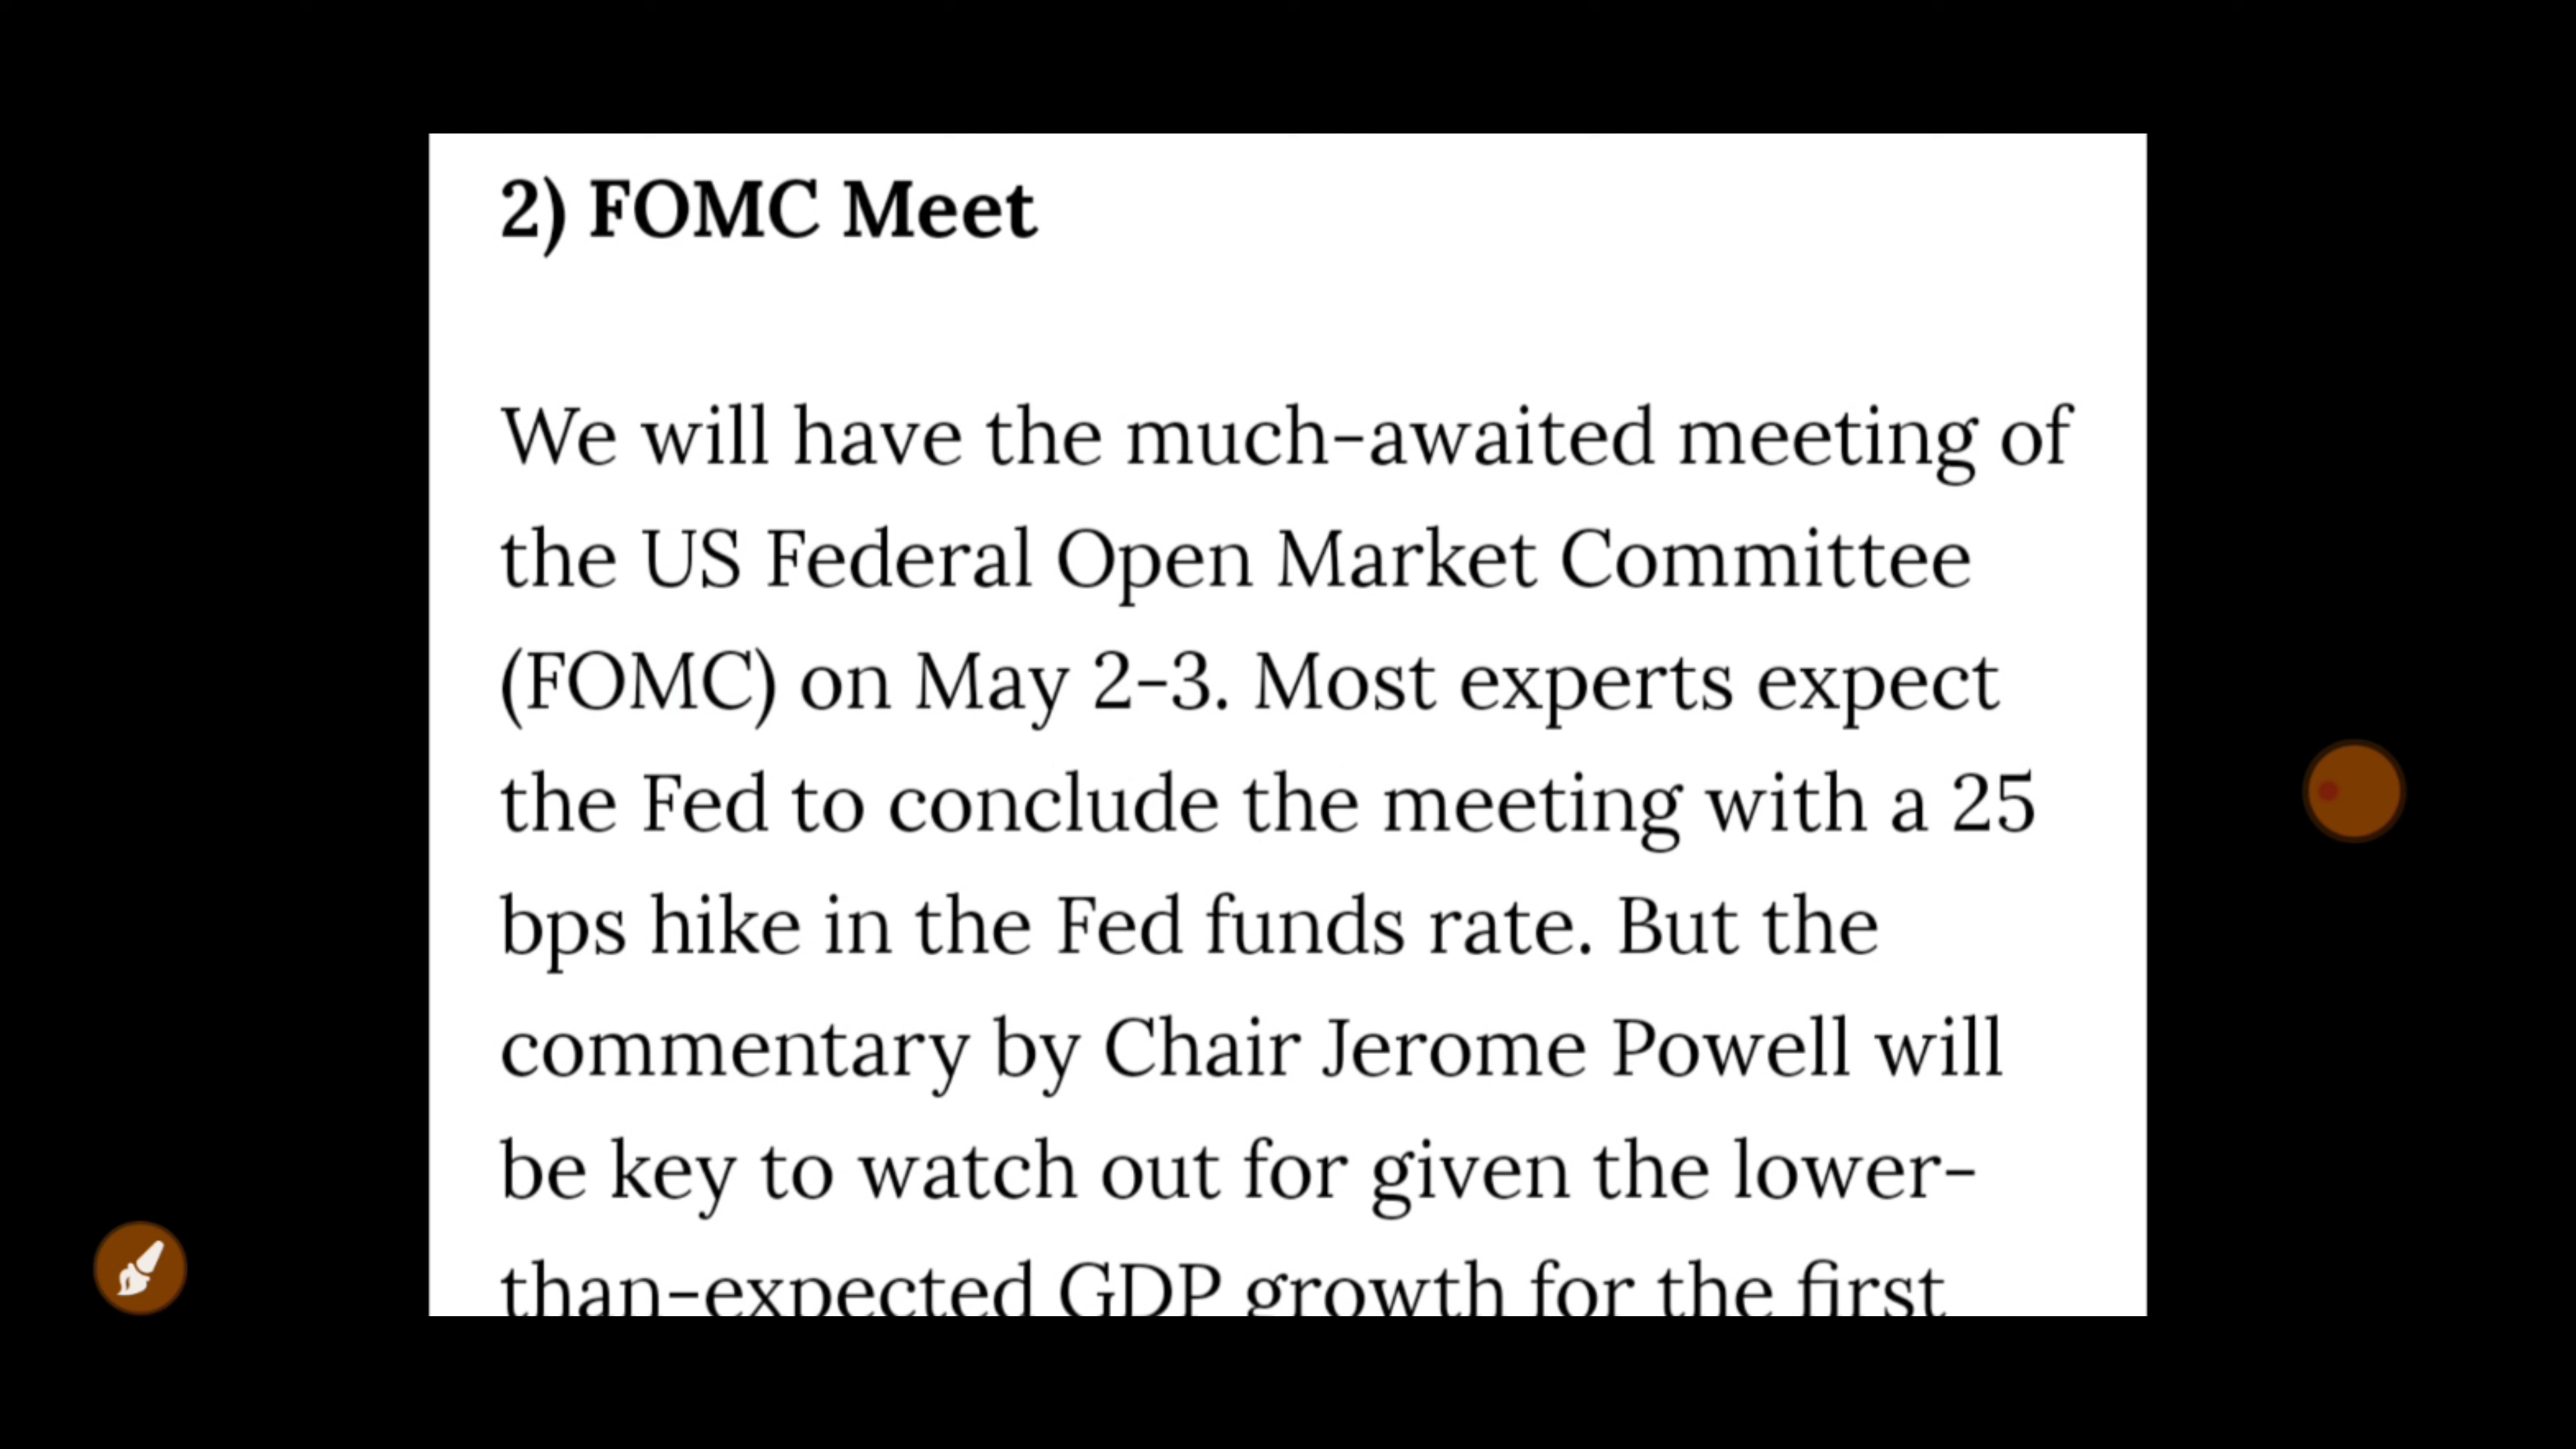 2) FOMC Meet
We will have the much-awaited meeting of
the US Federal Open Market Committee
(FOMC) on May 2-3. Most experts expect
the Fed to conclude the meeting with a 25
bps hike in the Fed funds rate. But the
commentary by Chair Jerome Powell will
be key to watch out for given the lower-
than-expected GDP growth for the first